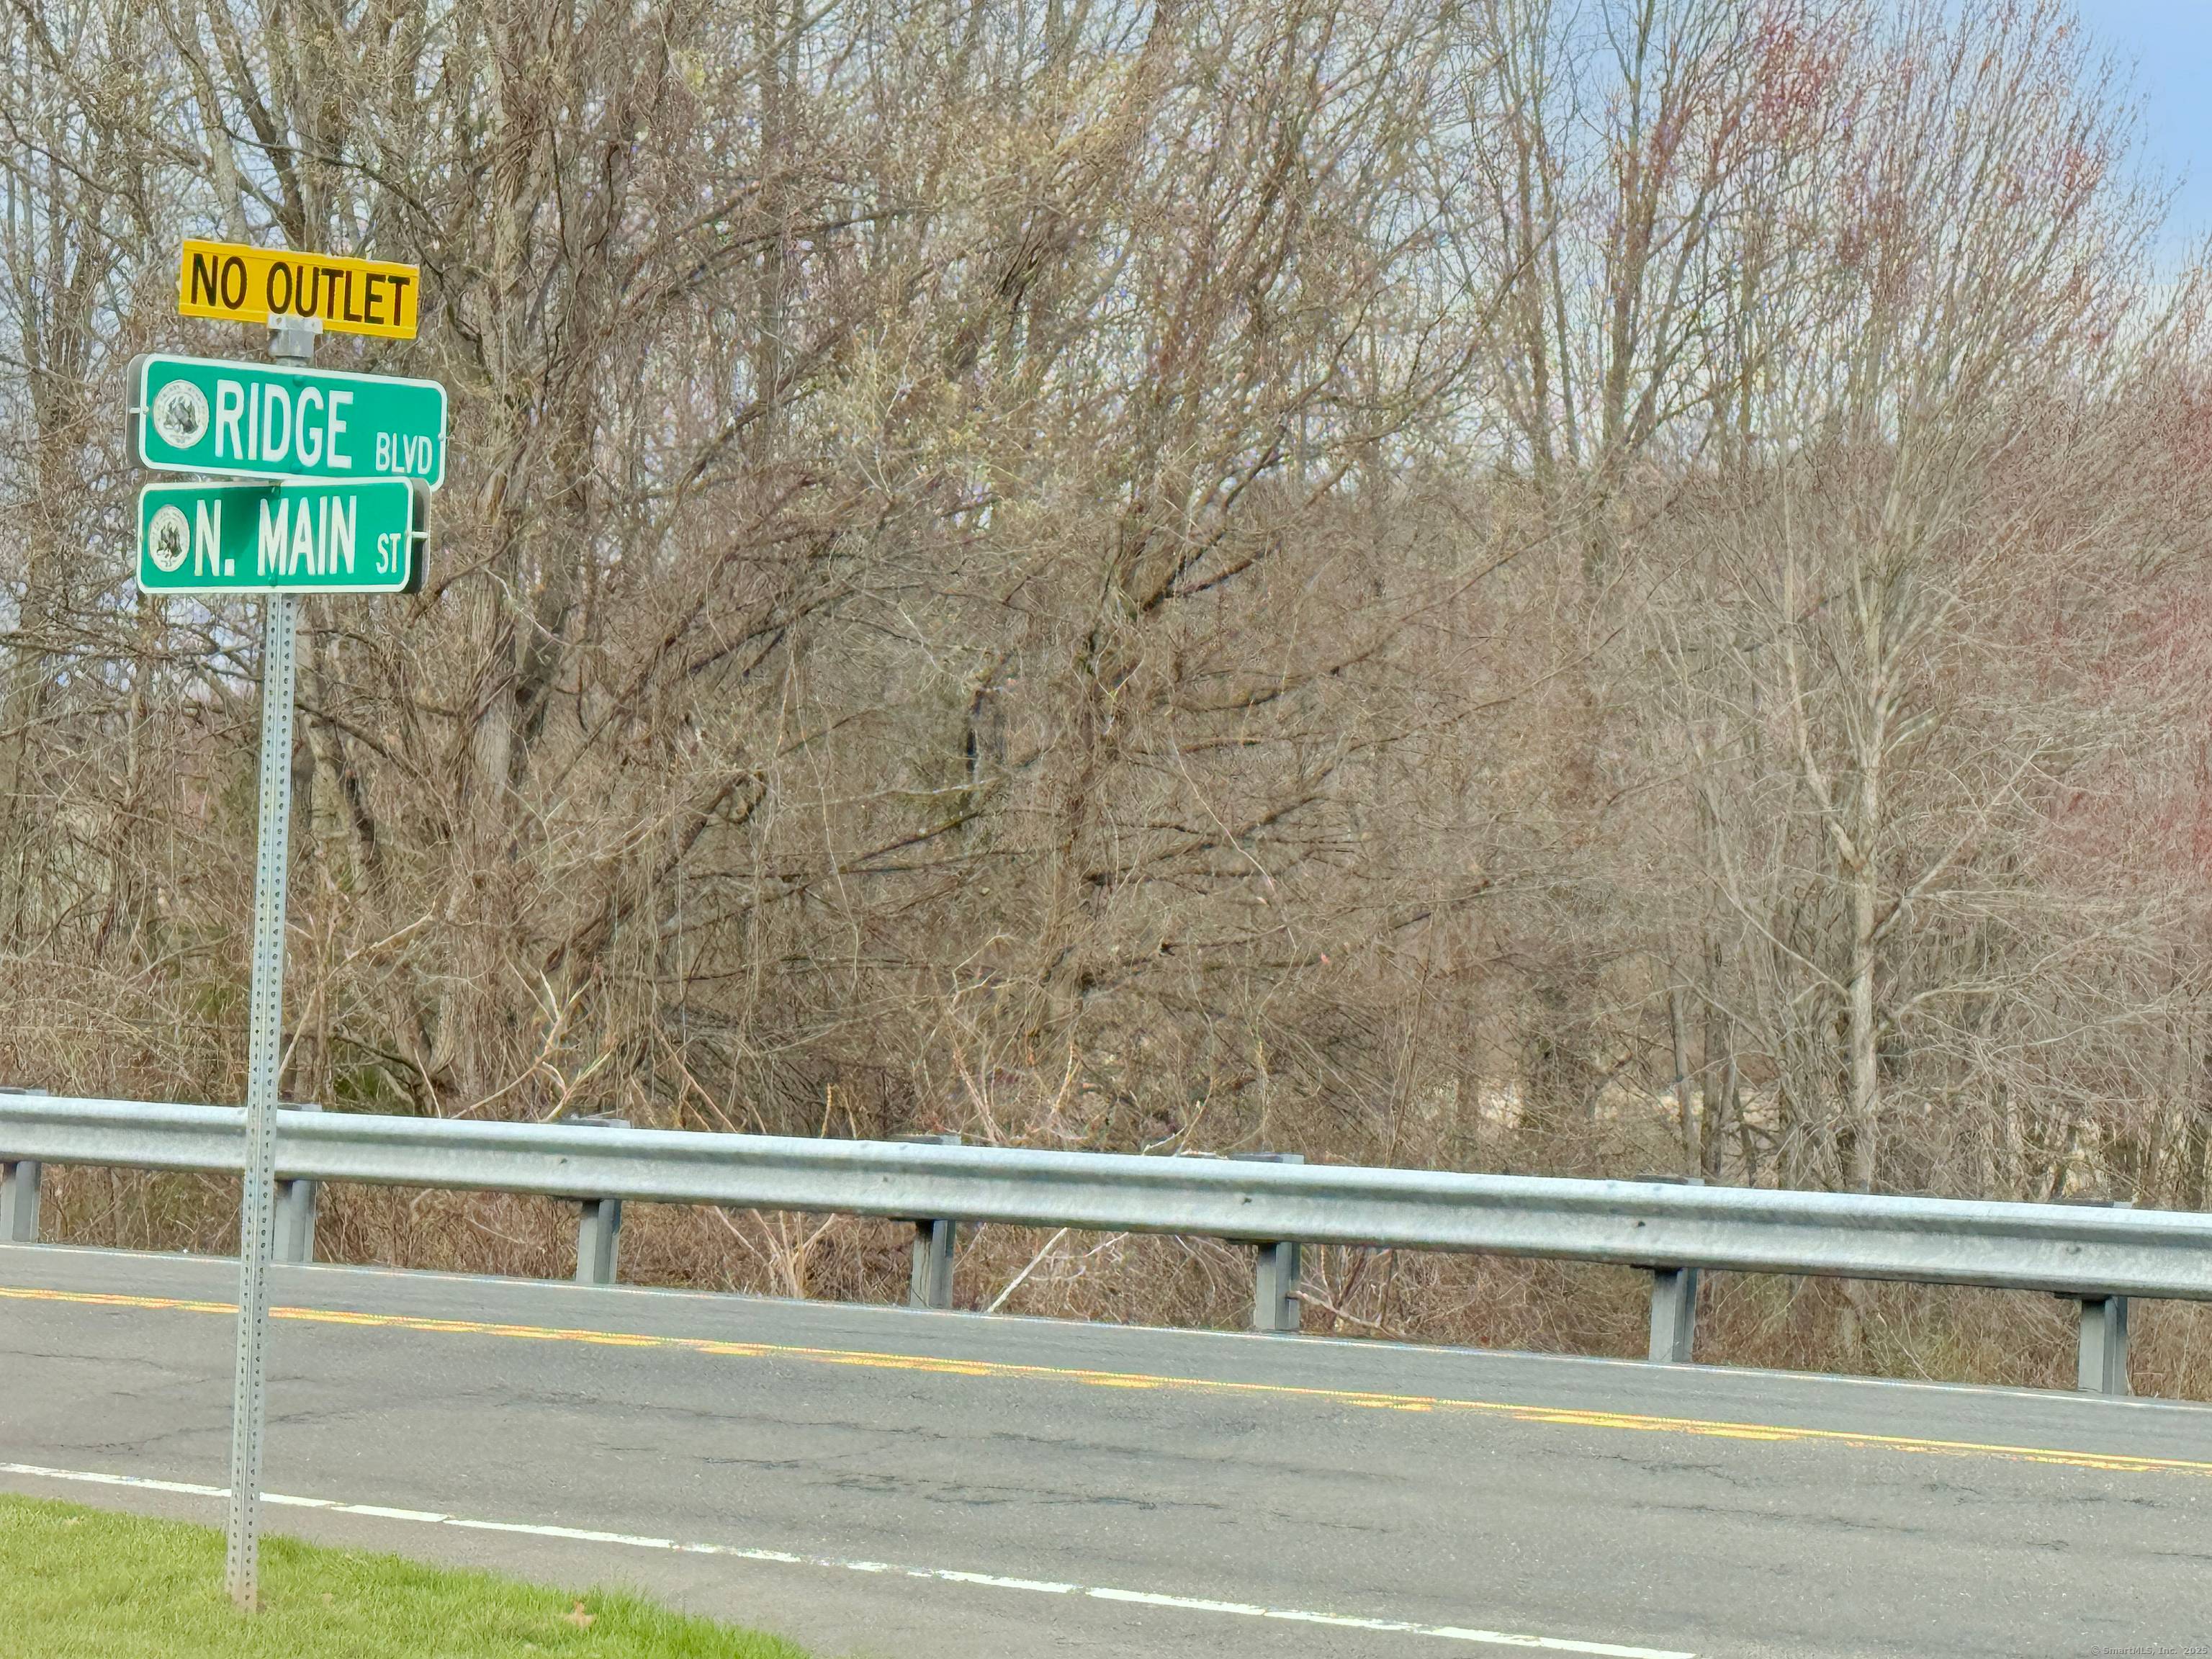 NO OUTLET
RIDGE BLVD
N. MAIN ST
© SmartMLS, Inc. 2025